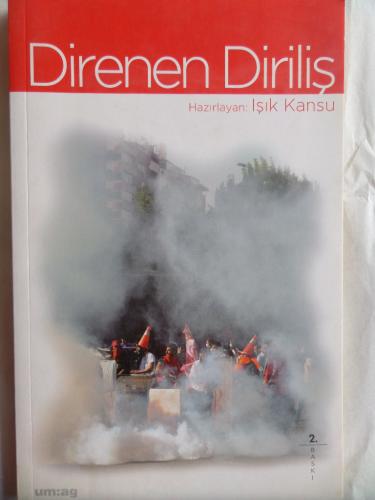 Direnen Diriliş
Hazırlayan: Işık Kansu
2.
BASKI
um:ag